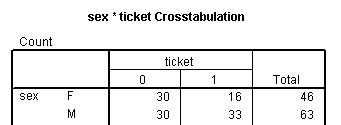 sex * ticket Crosstabulation
Count
ticket
0 1 Total
sex F 30 16 46
M 30 33 63